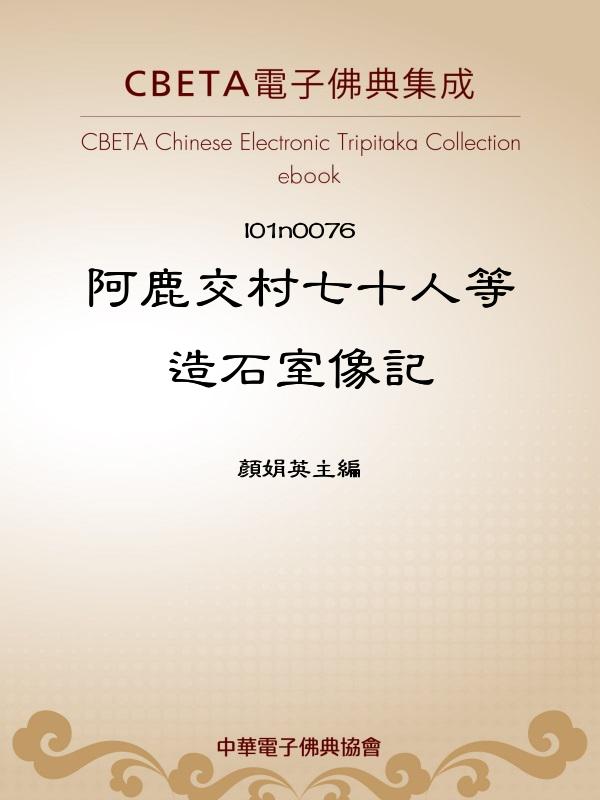 CBETA電子佛典集成
CBETA Chinese Electronic Tripitaka Collection
ebook
I01n0076
阿鹿交村七十人等
造石室像記
顏娟英主編
中華電子佛典協會